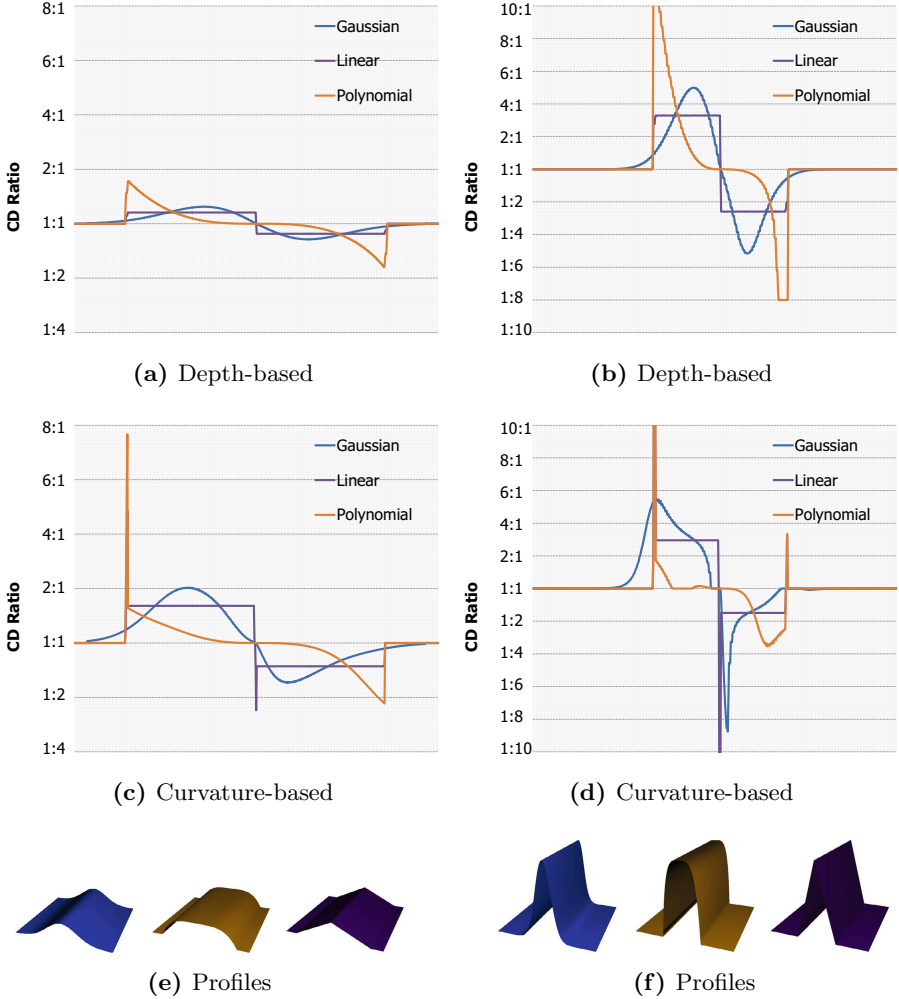 8:1
6:1
4:1
2:1
1:1
1:2
1:4
CD Ratio
Gaussian
Linear
Polynomial
(a) Depth-based
10:1
8:1
6:1
4:1
2:1
1:1
1:2
1:4
1:6
1:8
1:10
CD Ratio
Gaussian
Linear
Polynomial
(b) Depth-based
8:1
6:1
4:1
2:1
1:1
1:2
1:4
CD Ratio
Gaussian
Linear
Polynomial
(c) Curvature-based
10:1
8:1
6:1
4:1
2:1
1:1
1:2
1:4
1:6
1:8
1:10
CD Ratio
Gaussian
Linear
Polynomial
(d) Curvature-based
(e) Profiles
(f) Profiles